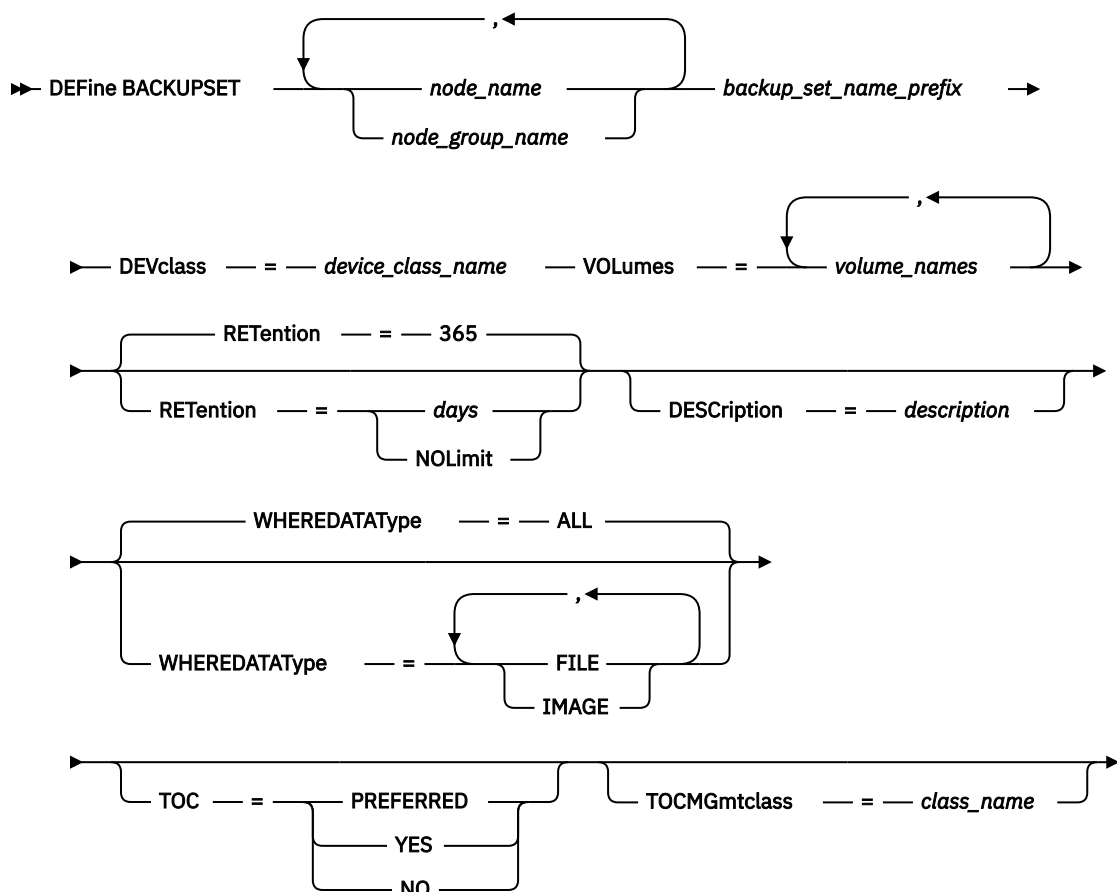 ,
DEFine BACKUPSET node_name backup_set_name_prefix
node_group_name
,
DEVclass = device_class_name VOLumes = volume_names
RETention = 365
RETention = days DESCription = description
NOLimit
WHEREDATAType = ALL
,
WHEREDATAType = FILE
IMAGE
TOC = PREFERRED TOCMGmtclass = class_name
YES
NO